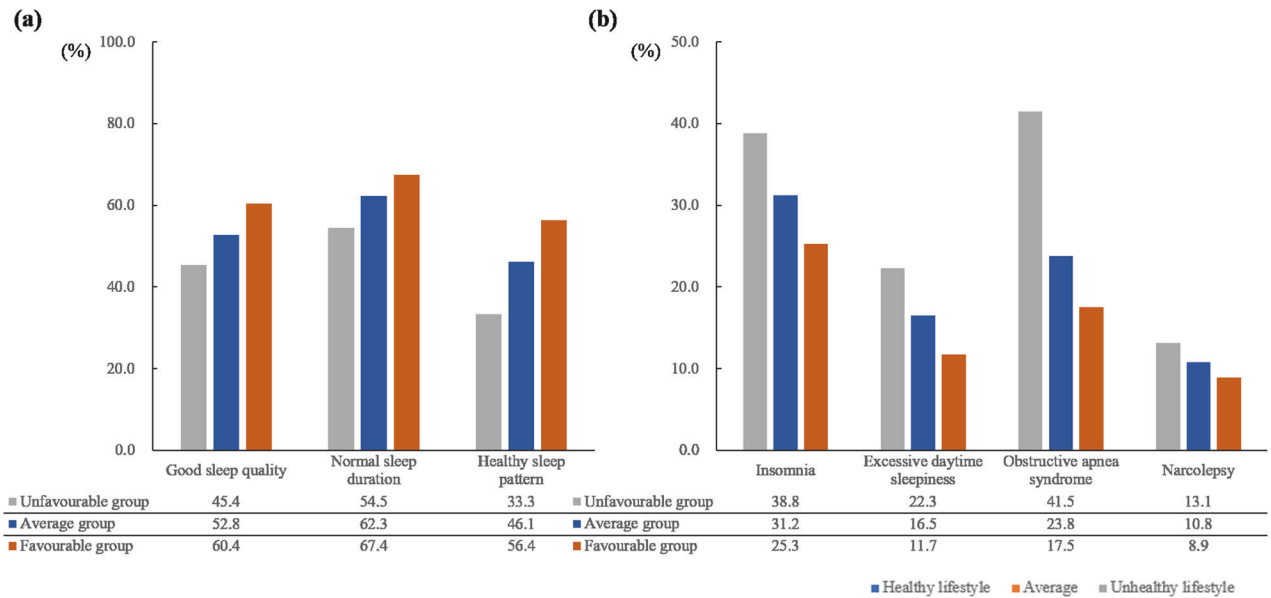 (a)
(%)
100.0
80.0
60.0
40.0
20.0
0.0
Good sleep quality
Normal sleep
duration
Healthy sleep
pattern
Unfavourable group 45.4 54.5 33.3
Average group 52.8 62.3 46.1
Favourable group 60.4 67.4 56.4
(b)
(%)
50.0
40.0
30.0
20.0
10.0
0.0
Insomnia
Excessive daytime
sleepiness
Obstructive apnea
syndrome
Narcolepsy
Unfavourable group 38.8 22.3 41.5 13.1
Average group 31.2 16.5 23.8 10.8
Favourable group 25.3 11.7 17.5 8.9
Healthy lifestyle Average Unhealthy lifestyle